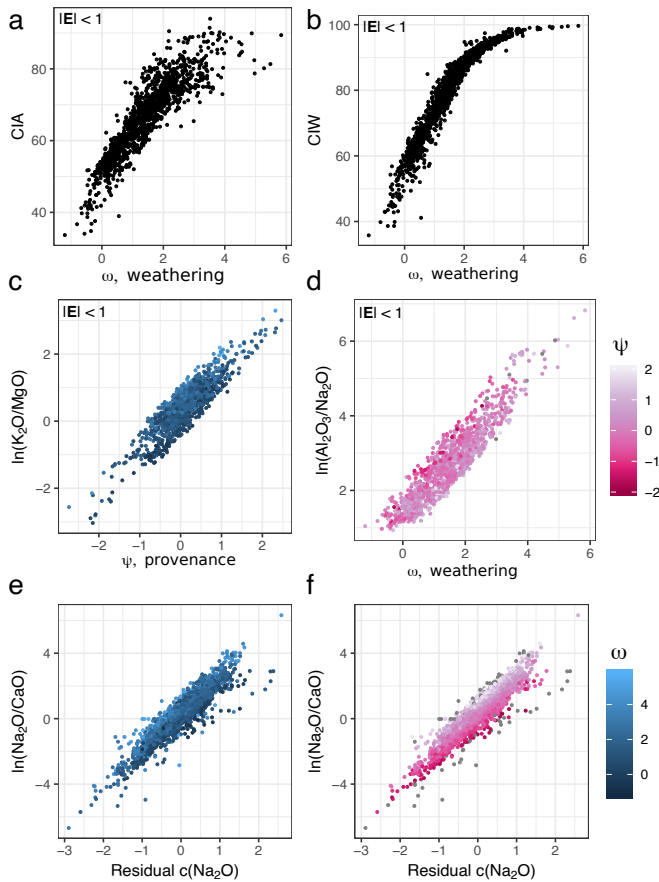 a
|E| < 1
CIA
80
60
40
0
2
4
6
ω, weathering
b
|E| < 1
CIW
100
80
60
40
0
2
4
6
ω, weathering
c
|E| < 1
ln(K₂O/MgO)
2
0
−2
−2
−1
0
1
2
ψ, provenance
d
|E| < 1
ln(Al₂O₃/Na₂O)
6
4
2
0
2
4
6
ω, weathering
ψ
2
1
0
−1
−2
e
ln(Na₂O/CaO)
4
0
−4
−3
−2
−1
0
1
2
Residual c(Na₂O)
f
ln(Na₂O/CaO)
4
0
−4
−3
−2
−1
0
1
2
Residual c(Na₂O)
ω
4
2
0